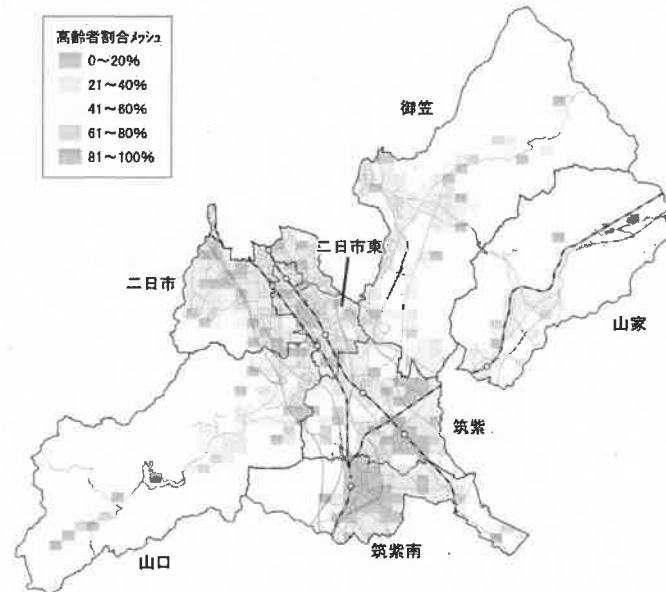 高齢者割合メッシュ
0～20%
21～40%
41～60%
61～80%
81～100%
御笠
二日市東
二日市
山家
筑紫
筑紫南
山口